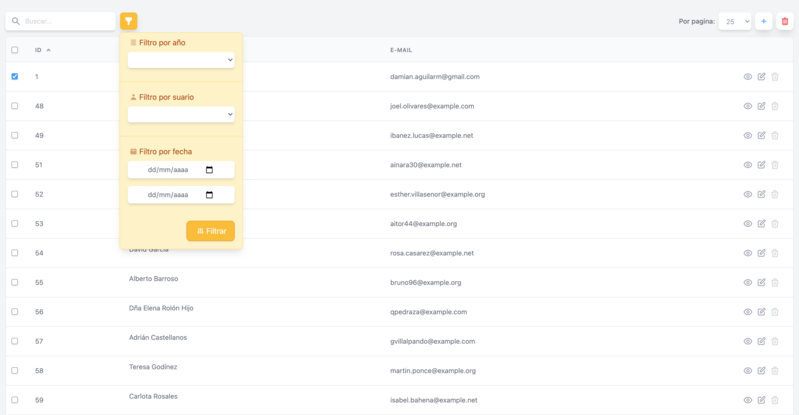 Buscar...
Por pagina: 25 +
Filtro por año
Filtro por suario
Filtro por fecha
dd/mm/aaaa
dd/mm/aaaa
Filtrar
ID E-MAIL
1 damian.aguilarm@gmail.com
48 joel.olivares@example.com
49 ibanez.lucas@example.net
51 ainara30@example.net
52 esther.villasenor@example.org
53 aitor44@example.org
54 David García rosa.casarez@example.net
55 Alberto Barroso bruno96@example.org
56 Dña Elena Rolón Hijo qpedraza@example.com
57 Adrián Castellanos gvillalpando@example.com
58 Teresa Godínez martin.ponce@example.org
59 Carlota Rosales isabel.bahena@example.net